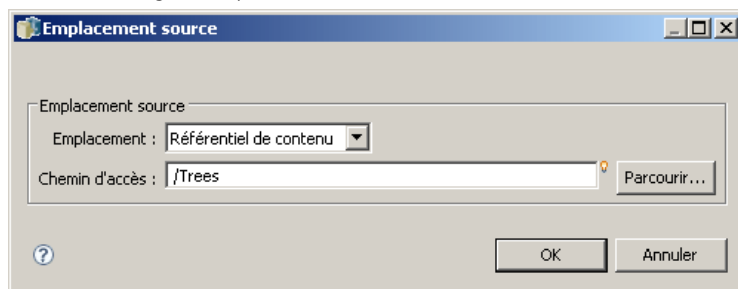 Emplacement source
Emplacement source
Emplacement : Référentiel de contenu
Chemin d'accès : /Trees Parcourir...
? OK Annuler